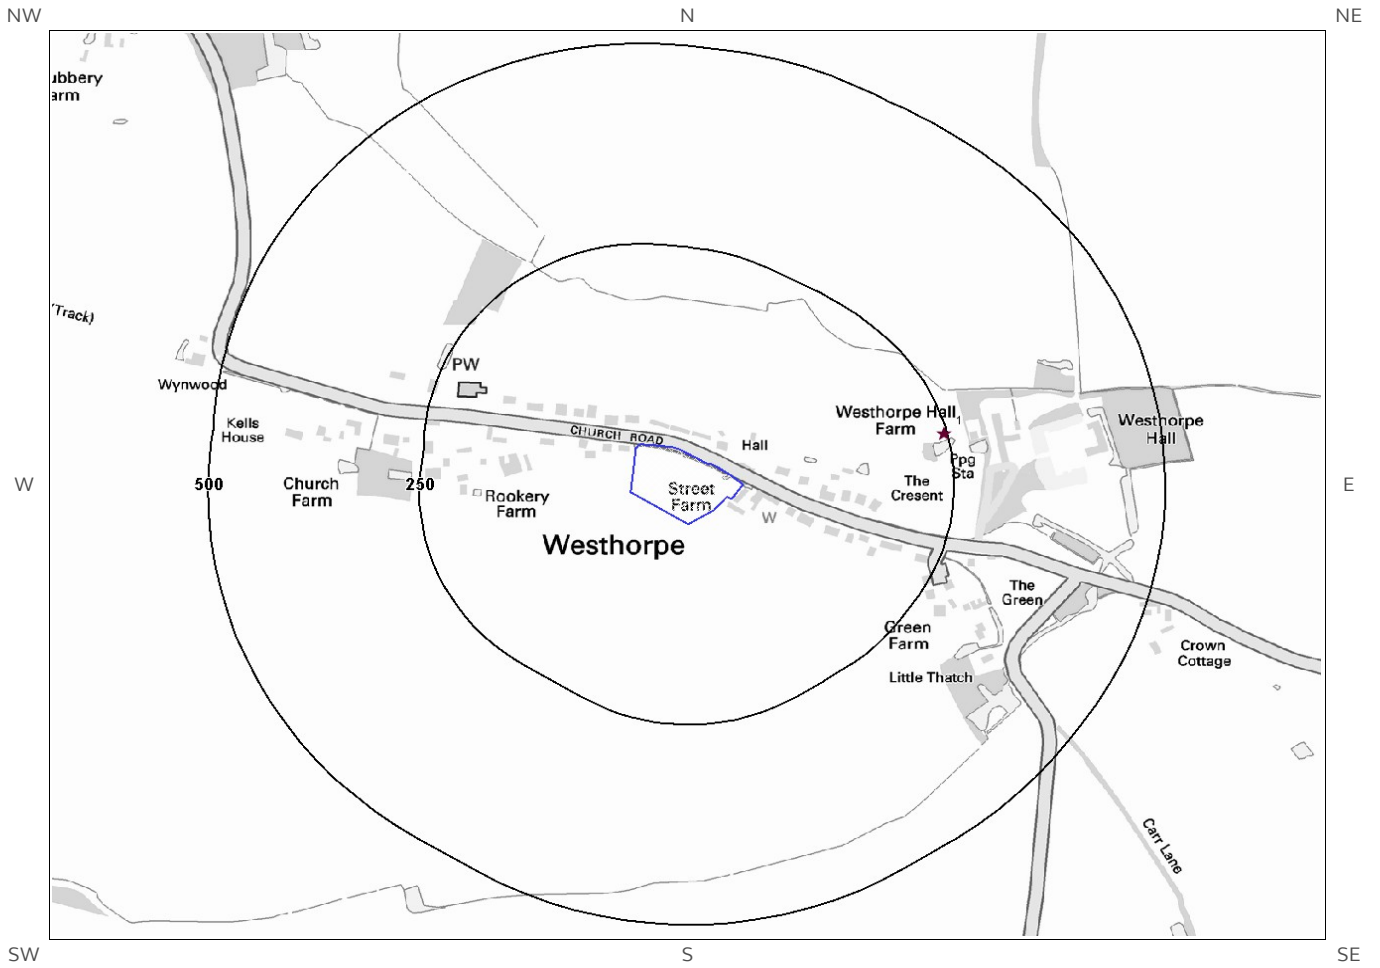 NW
N
NE
ubbery
arm
(Track)
Wynwood
PW
Kells
House
CHURCH ROAD
Hall
Westhorpe Hall
Farm
1
Westhorpe
Hall
Ppg
Sta
W
500
Church
Farm
250
Rookery
Farm
Street
Farm
The
Cresent
E
W
Westhorpe
The
Green
Green
Farm
Crown
Cottage
Little Thatch
Carr Lane
SW
S
SE